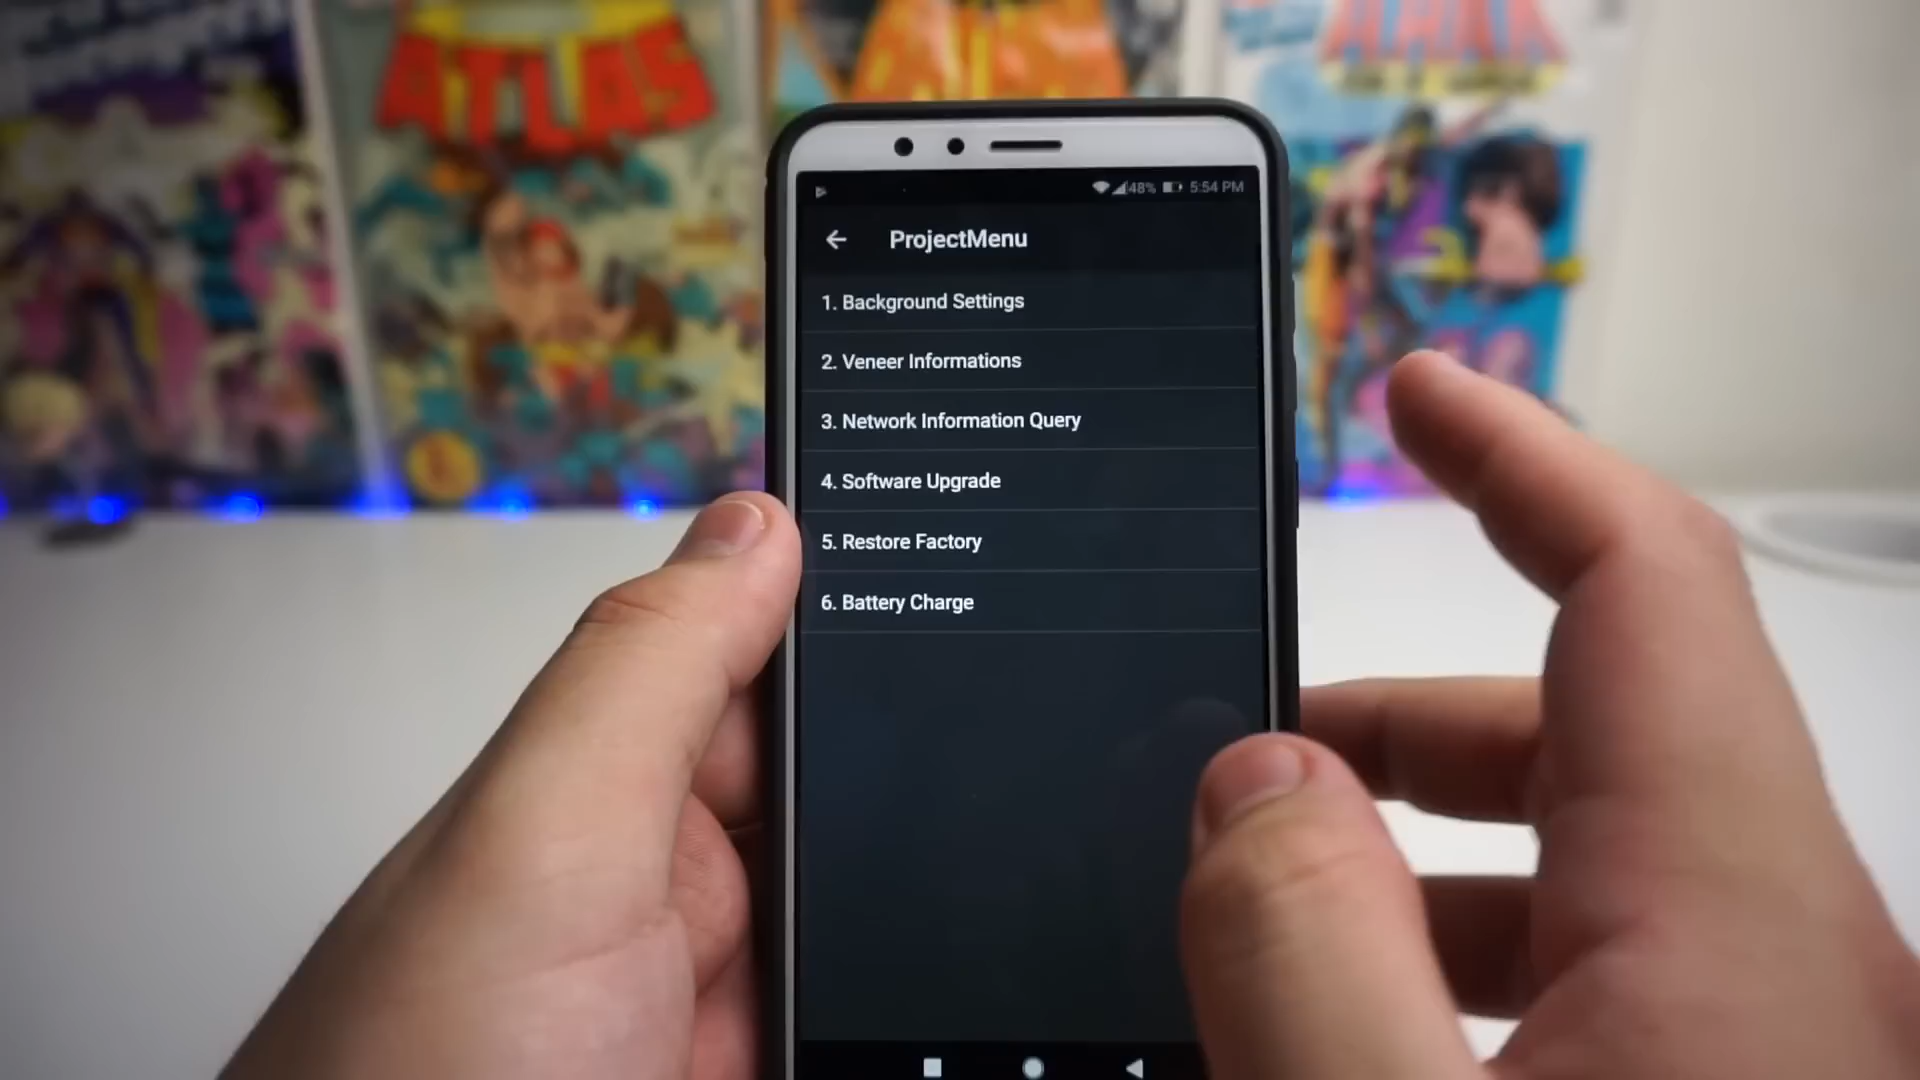 ATLAS
48% 5:54 PM
ProjectMenu
1. Background Settings
2. Veneer Informations
3. Network Information Query
4. Software Upgrade
5. Restore Factory
6. Battery Charge